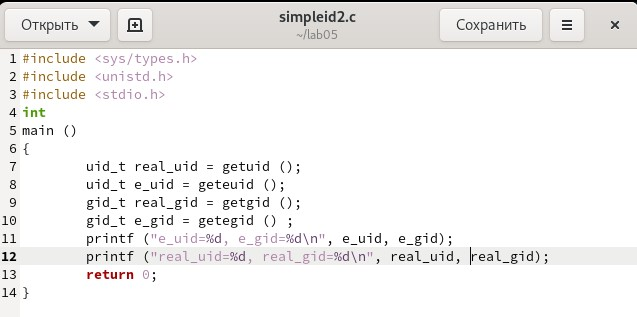 Открыть simpleid2.c Сохранить
~/lab05
1 #include <sys/types.h>
2 #include <unistd.h>
3 #include <stdio.h>
4 int
5 main ()
6 {
7         uid_t real_uid = getuid ();
8         uid_t e_uid = geteuid ();
9         gid_t real_gid = getgid ();
10         gid_t e_gid = getegid () ;
11         printf ("e_uid=%d, e_gid=%d\n", e_uid, e_gid);
12         printf ("real_uid=%d, real_gid=%d\n", real_uid, real_gid);
13         return 0;
14 }